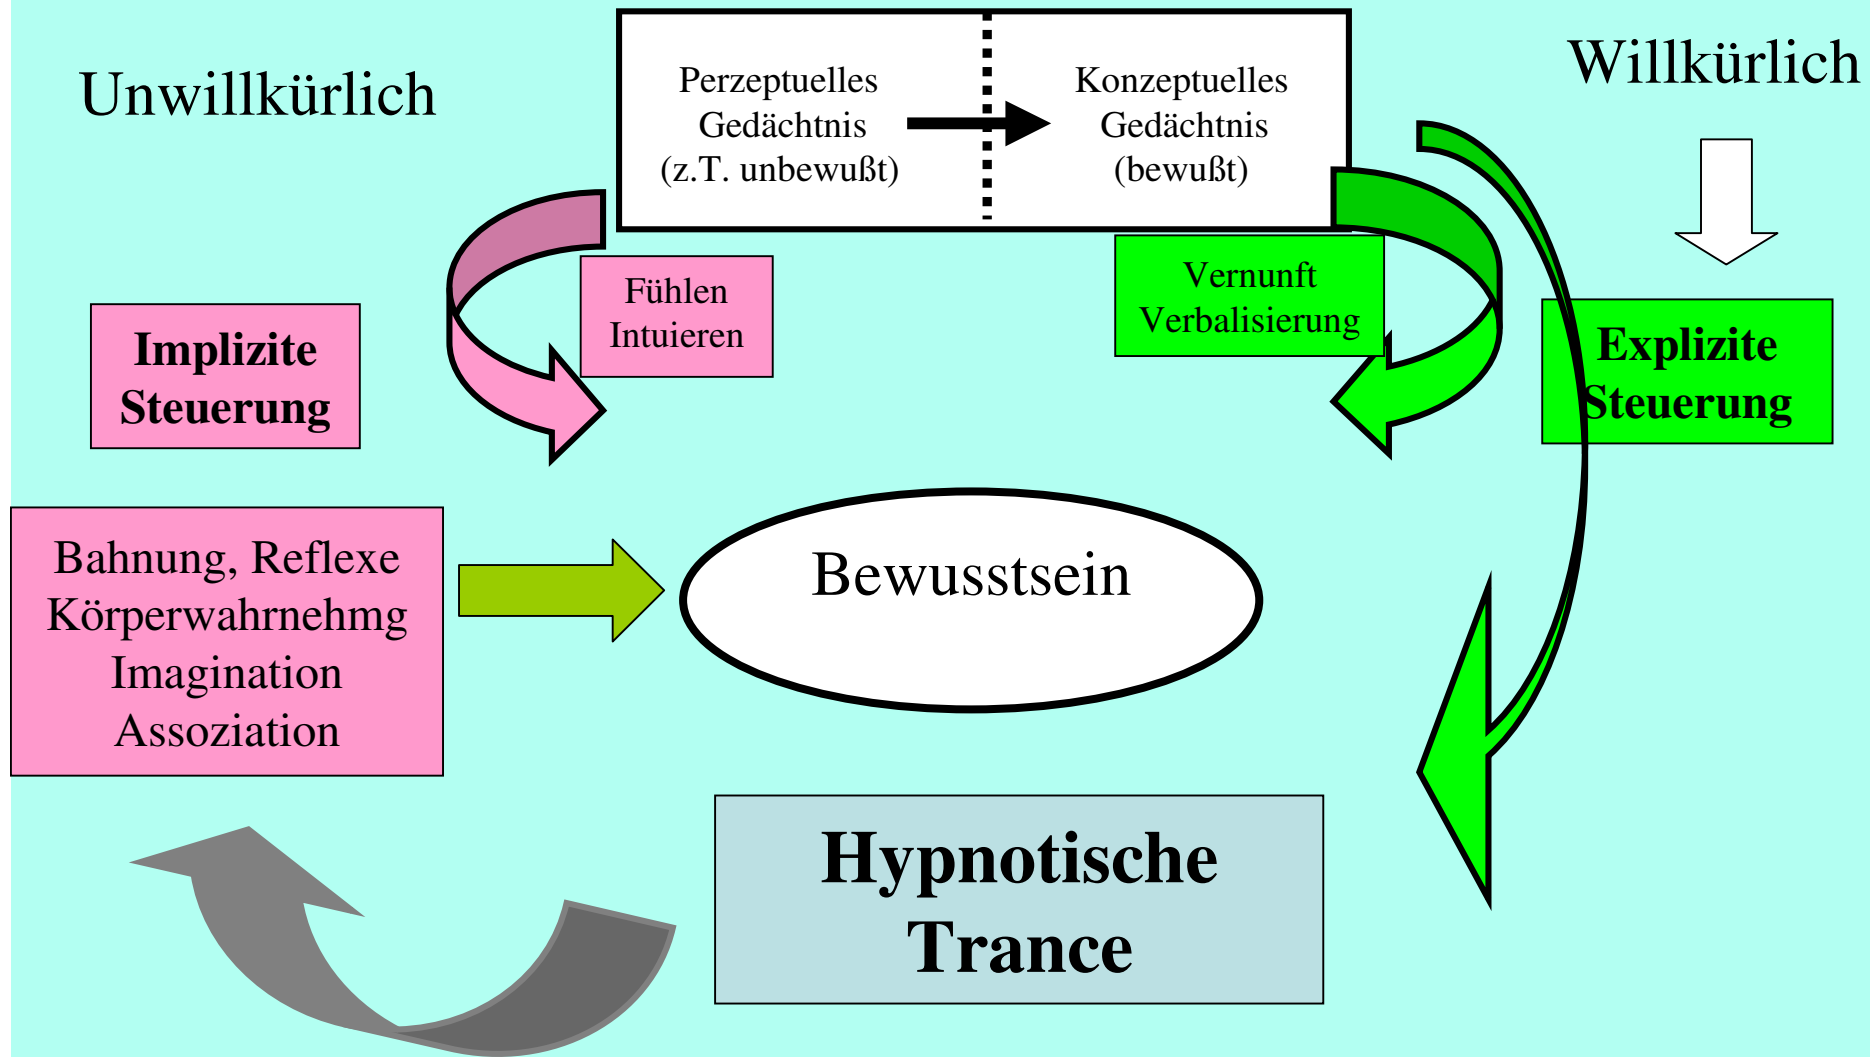 Unwillkürlich
Perzeptuelles
Gedächtnis
(z.T. unbewußt)
Konzeptuelles
Gedächtnis
(bewußt)
Willkürlich
Fühlen
Intuieren
Vernunft
Verbalisierung
Implizite
Steuerung
Explizite
Steuerung
Bahnung, Reflexe
Körperwahrnehmg
Imagination
Assoziation
Bewusstsein
Hypnotische
Trance